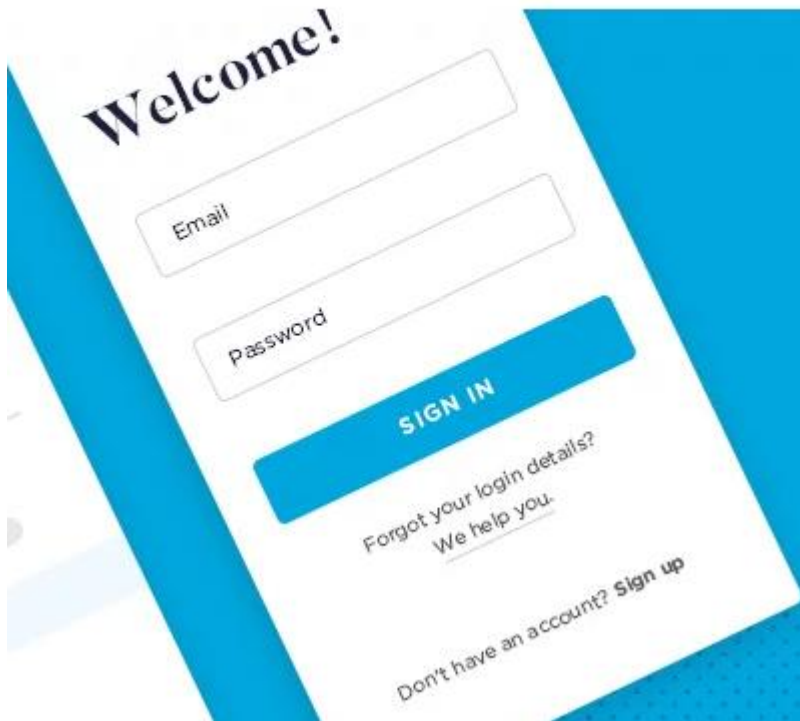 Welcome!
Email
Password
SIGN IN
Forgot your login details?
We help you.
Don't have an account? Sign up